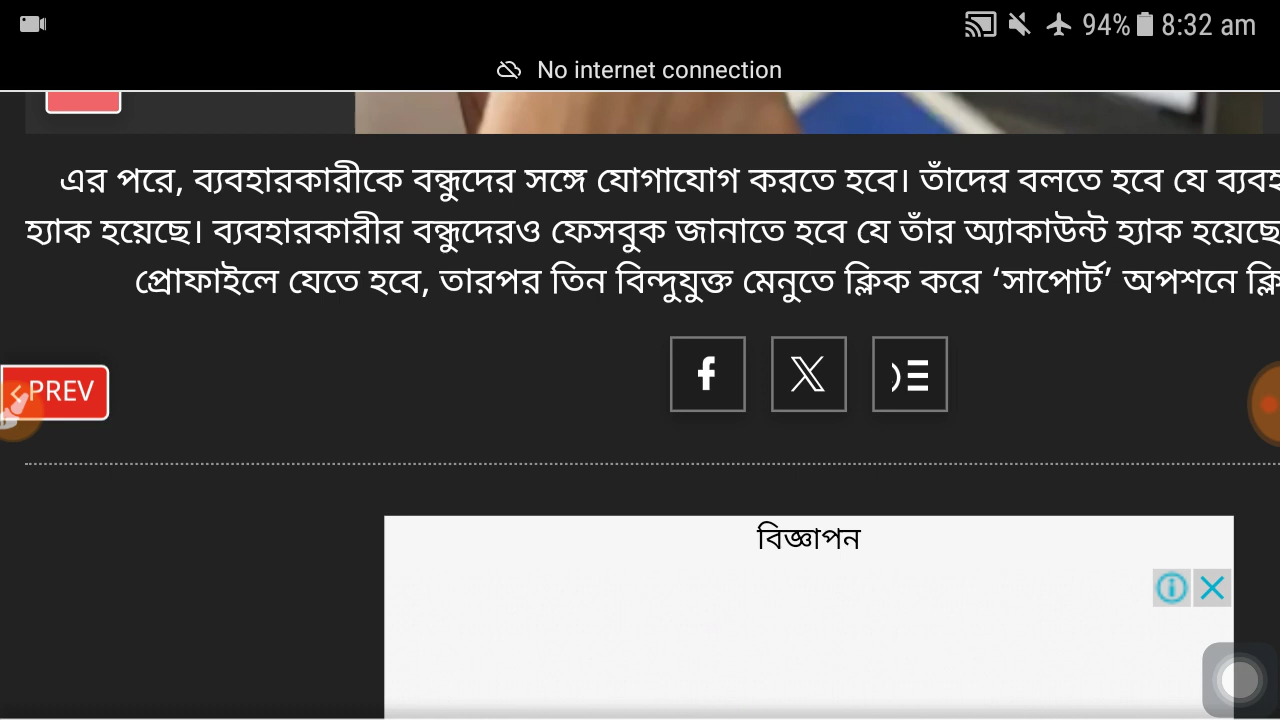 94% 8:32 am
No internet connection
এর পরে, ব্যবহারকারীকে বন্ধুদের সঙ্গে যোগাযোগ করতে হবে। তাঁদের বলতে হবে যে
হ্যাক হয়েছে। ব্যবহারকারীর বন্ধুদেরও ফেসবুক জানাতে হবে যে তাঁর অ্যাকাউন্ট হ্যাক হয়েছে
প্রোফাইলে যেতে হবে, তারপর তিন বিন্দুযুক্ত মেনুতে ক্লিক করে ‘সাপোর্ট’ অপশনে
PREV
বিজ্ঞাপন